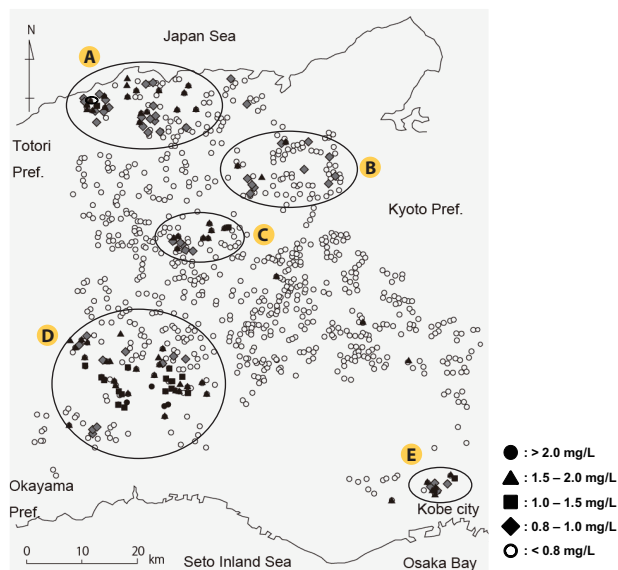 N
Japan Sea
A
Totori
Pref.
B
Kyoto Pref.
C
D
E
Okayama
Pref.
Kobe city
0 10 20 km
Seto Inland Sea
Osaka Bay
: > 2.0 mg/L
: 1.5 – 2.0 mg/L
: 1.0 – 1.5 mg/L
: 0.8 – 1.0 mg/L
: < 0.8 mg/L